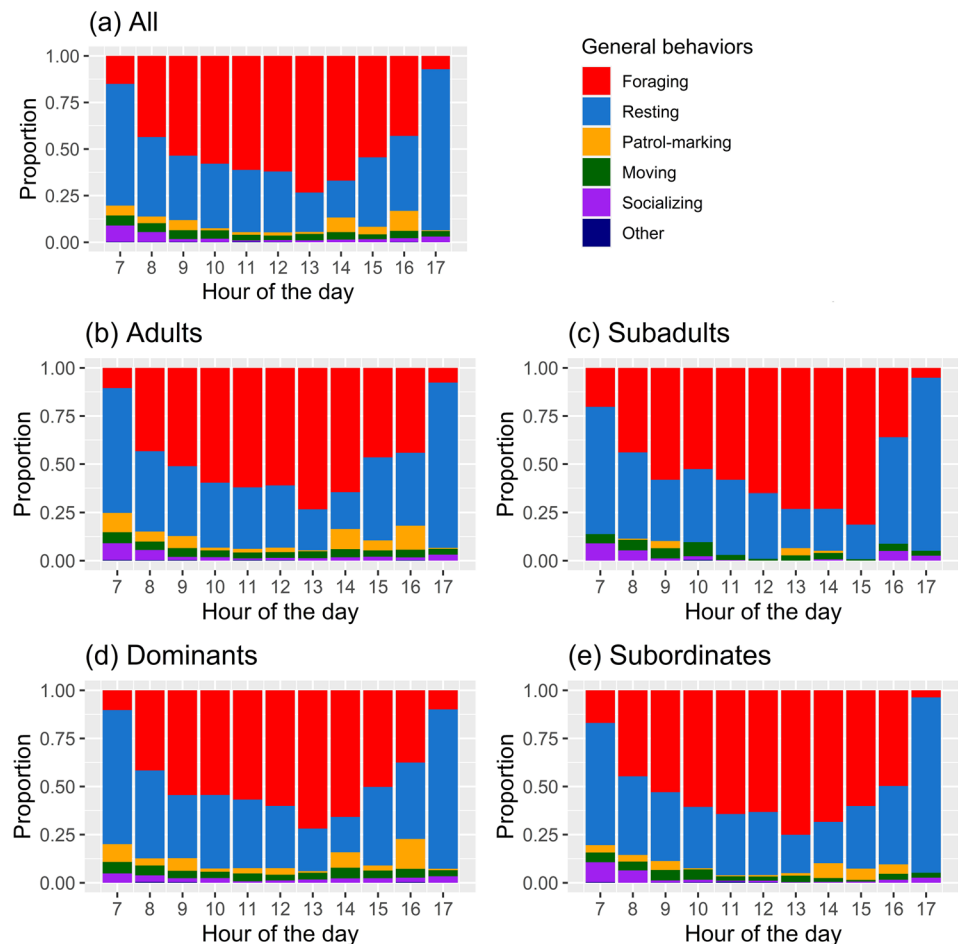 (a) All
1.00
0.75
0.50
0.25
0.00
Proportion
7 8 9 10 11 12 13 14 15 16 17
Hour of the day
General behaviors
Foraging
Resting
Patrol-marking
Moving
Socializing
Other
(b) Adults
1.00
0.75
0.50
0.25
0.00
Proportion
7 8 9 10 11 12 13 14 15 16 17
Hour of the day
(c) Subadults
1.00
0.75
0.50
0.25
0.00
Proportion
7 8 9 10 11 12 13 14 15 16 17
Hour of the day
(d) Dominants
1.00
0.75
0.50
0.25
0.00
Proportion
7 8 9 10 11 12 13 14 15 16 17
Hour of the day
(e) Subordinates
1.00
0.75
0.50
0.25
0.00
Proportion
7 8 9 10 11 12 13 14 15 16 17
Hour of the day